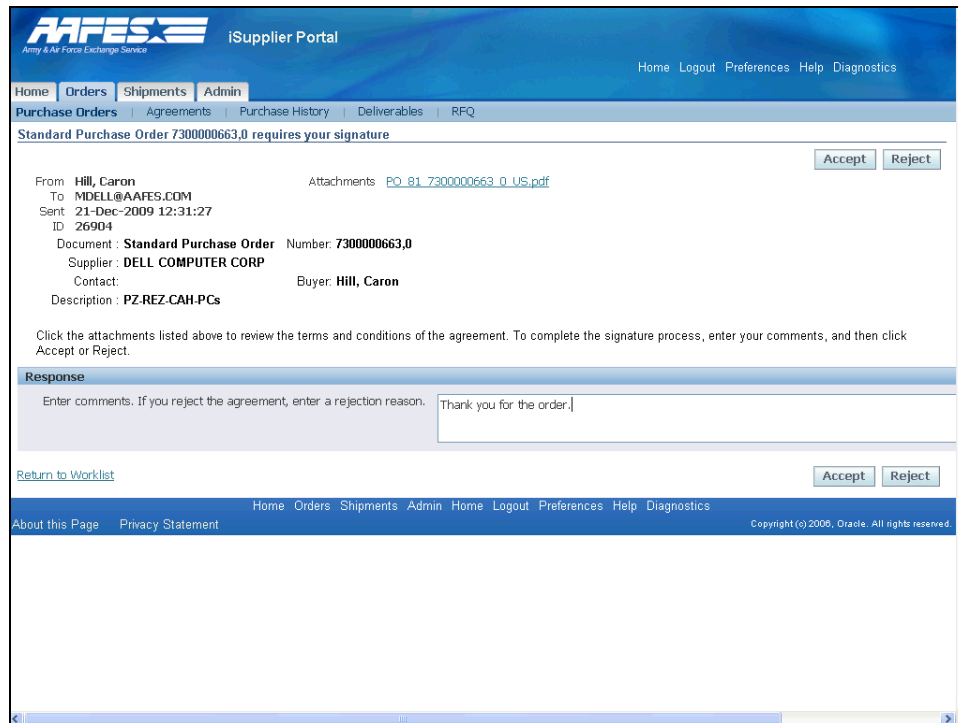 AAFES
Army & Air Force Exchange Service
iSupplier Portal
Home Logout Preferences Help Diagnostics
Home Orders Shipments Admin
Purchase Orders | Agreements | Purchase History | Deliverables | RFQ
Standard Purchase Order 7300000663,0 requires your signature
Accept Reject
From Hill, Caron Attachments PO_81_7300000663_0_US.pdf
To MDELL@AAFES.COM
Sent 21-Dec-2009 12:31:27
ID 26904
Document : Standard Purchase Order Number: 7300000663,0
Supplier : DELL COMPUTER CORP
Contact: Buyer: Hill, Caron
Description : PZ-REZ-CAH-PCs
Click the attachments listed above to review the terms and conditions of the agreement. To complete the signature process, enter your comments, and then click
Accept or Reject.
Response
Enter comments. If you reject the agreement, enter a rejection reason. Thank you for the order.
Return to Worklist Accept Reject
Home Orders Shipments Admin Home Logout Preferences Help Diagnostics
About this Page Privacy Statement Copyright (c) 2006, Oracle. All rights reserved.